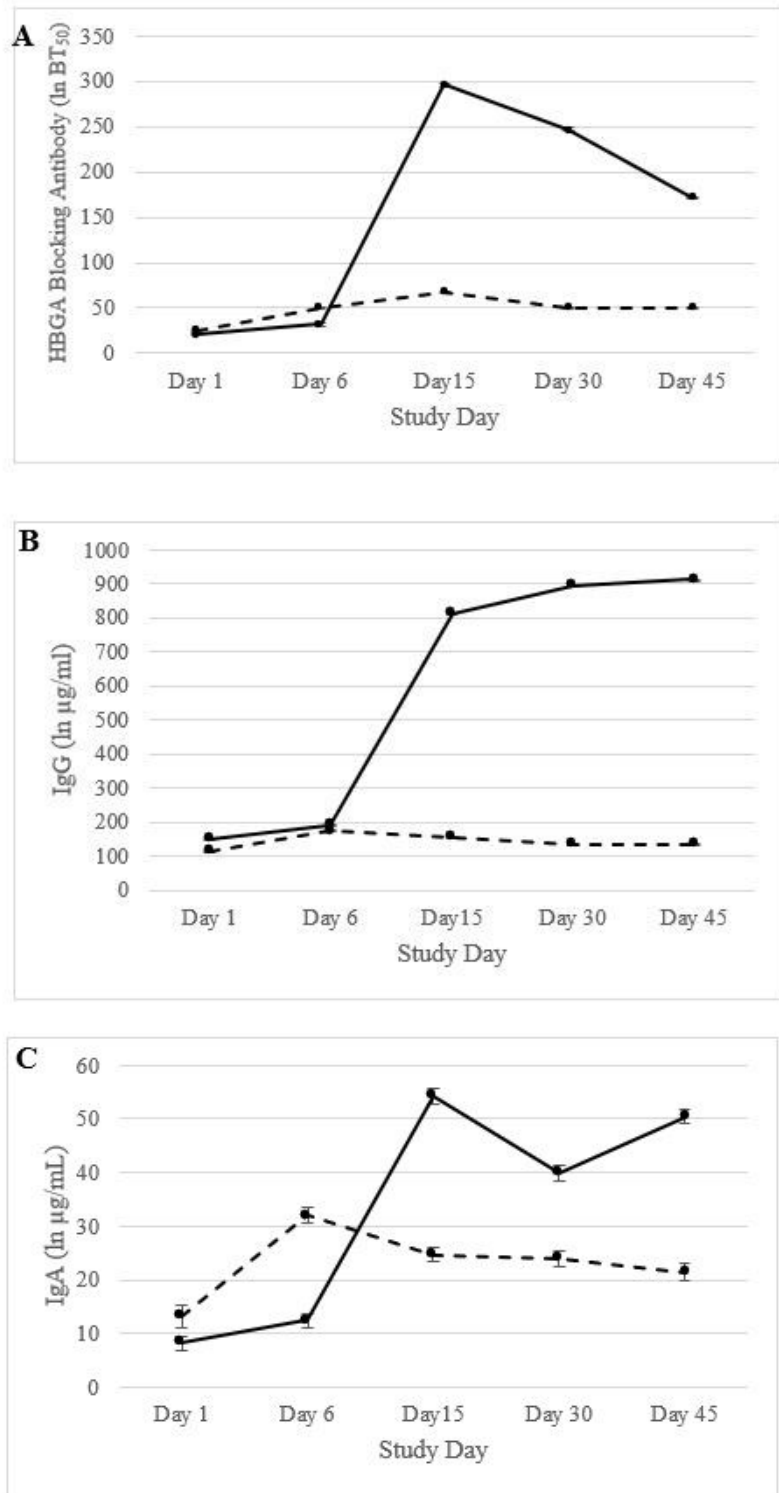 A
HBGA Blocking Antibody (ln BT50)
350
300
250
200
150
100
50
0
Day 1 Day 6 Day15 Day 30 Day 45
Study Day
B
IgG (ln µg/ml)
1000
900
800
700
600
500
400
300
200
100
0
Day 1 Day 6 Day15 Day 30 Day 45
Study Day
C
IgA (ln µg/mL)
60
50
40
30
20
10
0
Day 1 Day 6 Day15 Day 30 Day 45
Study Day